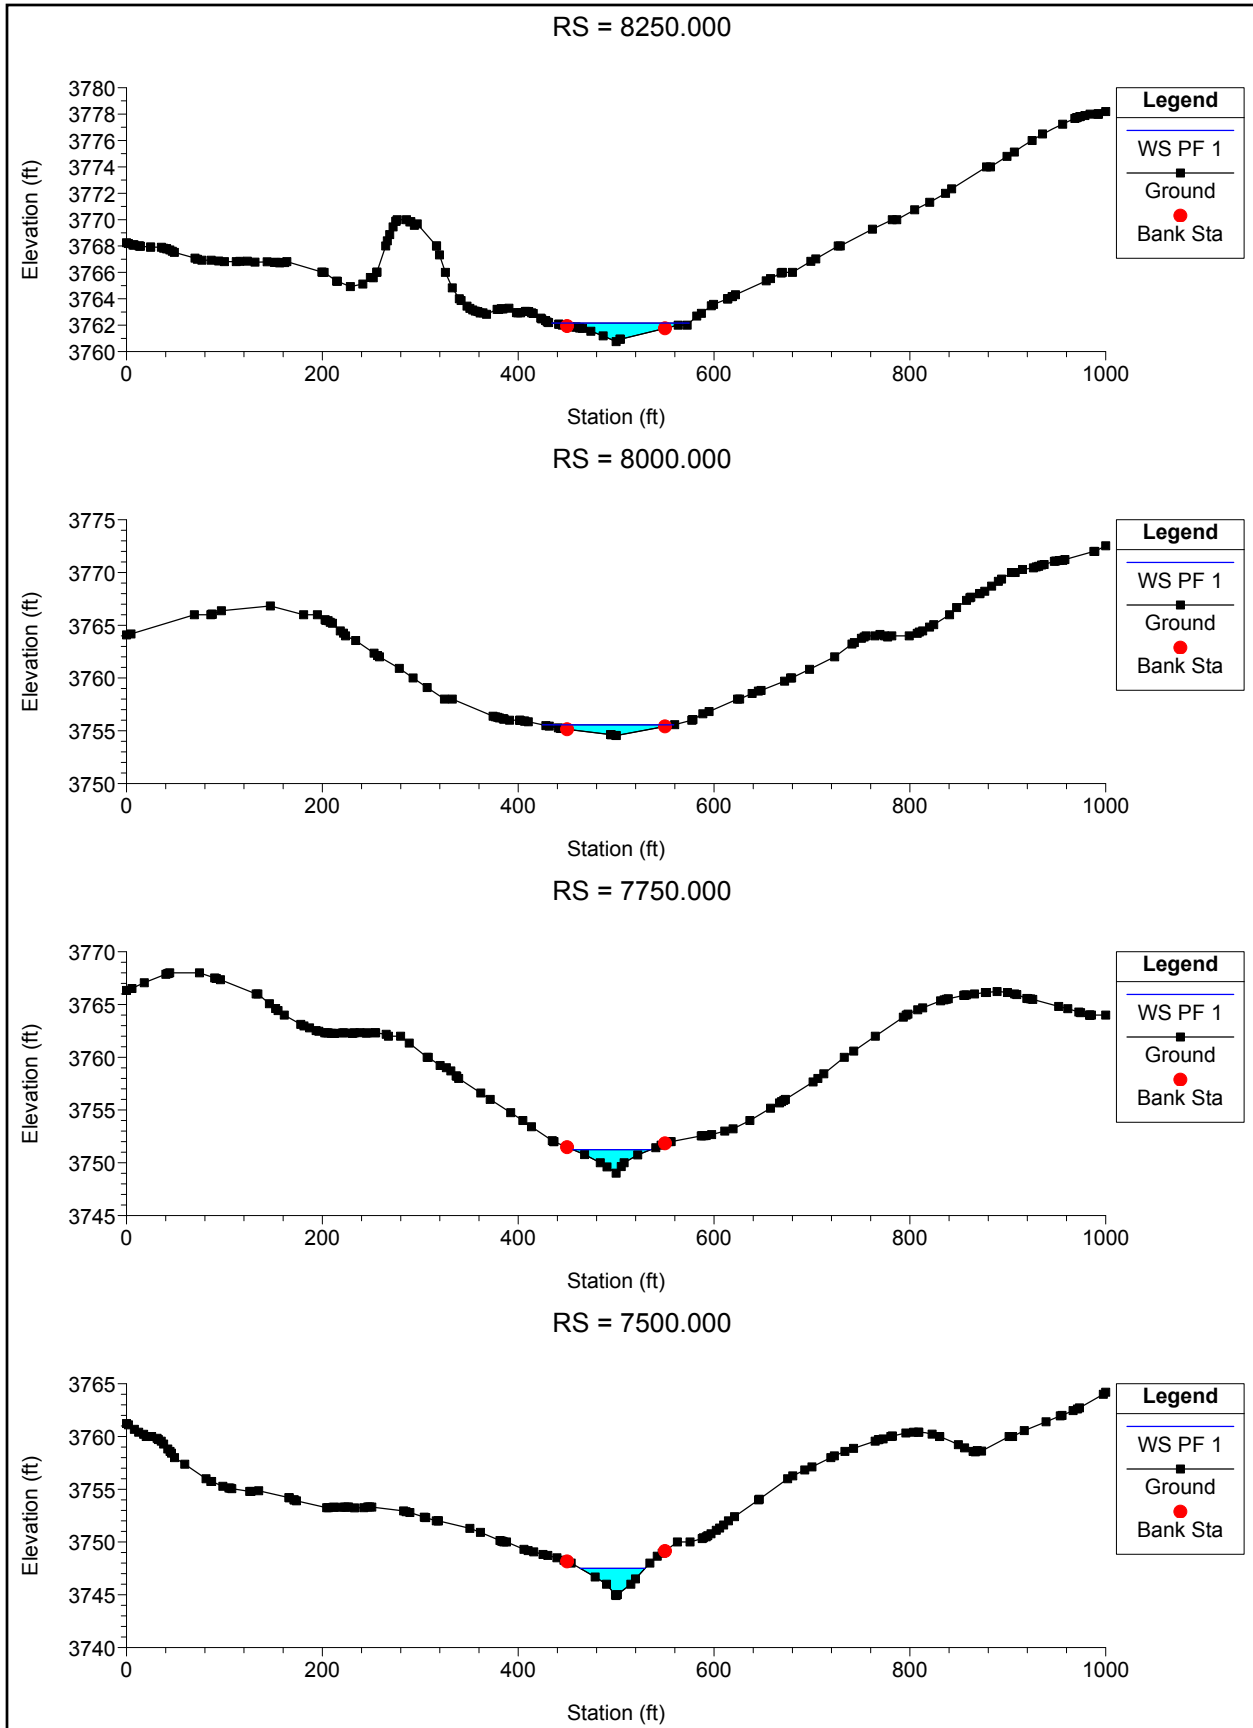 RS = 8250.000
Elevation (ft)
3780
3778
3776
3774
3772
3770
3768
3766
3764
3762
3760
0 200 400 600 800 1000
Station (ft)
Legend
WS PF 1
Ground
Bank Sta
RS = 8000.000
Elevation (ft)
3775
3770
3765
3760
3755
3750
0 200 400 600 800 1000
Station (ft)
Legend
WS PF 1
Ground
Bank Sta
RS = 7750.000
Elevation (ft)
3770
3765
3760
3755
3750
3745
0 200 400 600 800 1000
Station (ft)
Legend
WS PF 1
Ground
Bank Sta
RS = 7500.000
Elevation (ft)
3765
3760
3755
3750
3745
3740
0 200 400 600 800 1000
Station (ft)
Legend
WS PF 1
Ground
Bank Sta